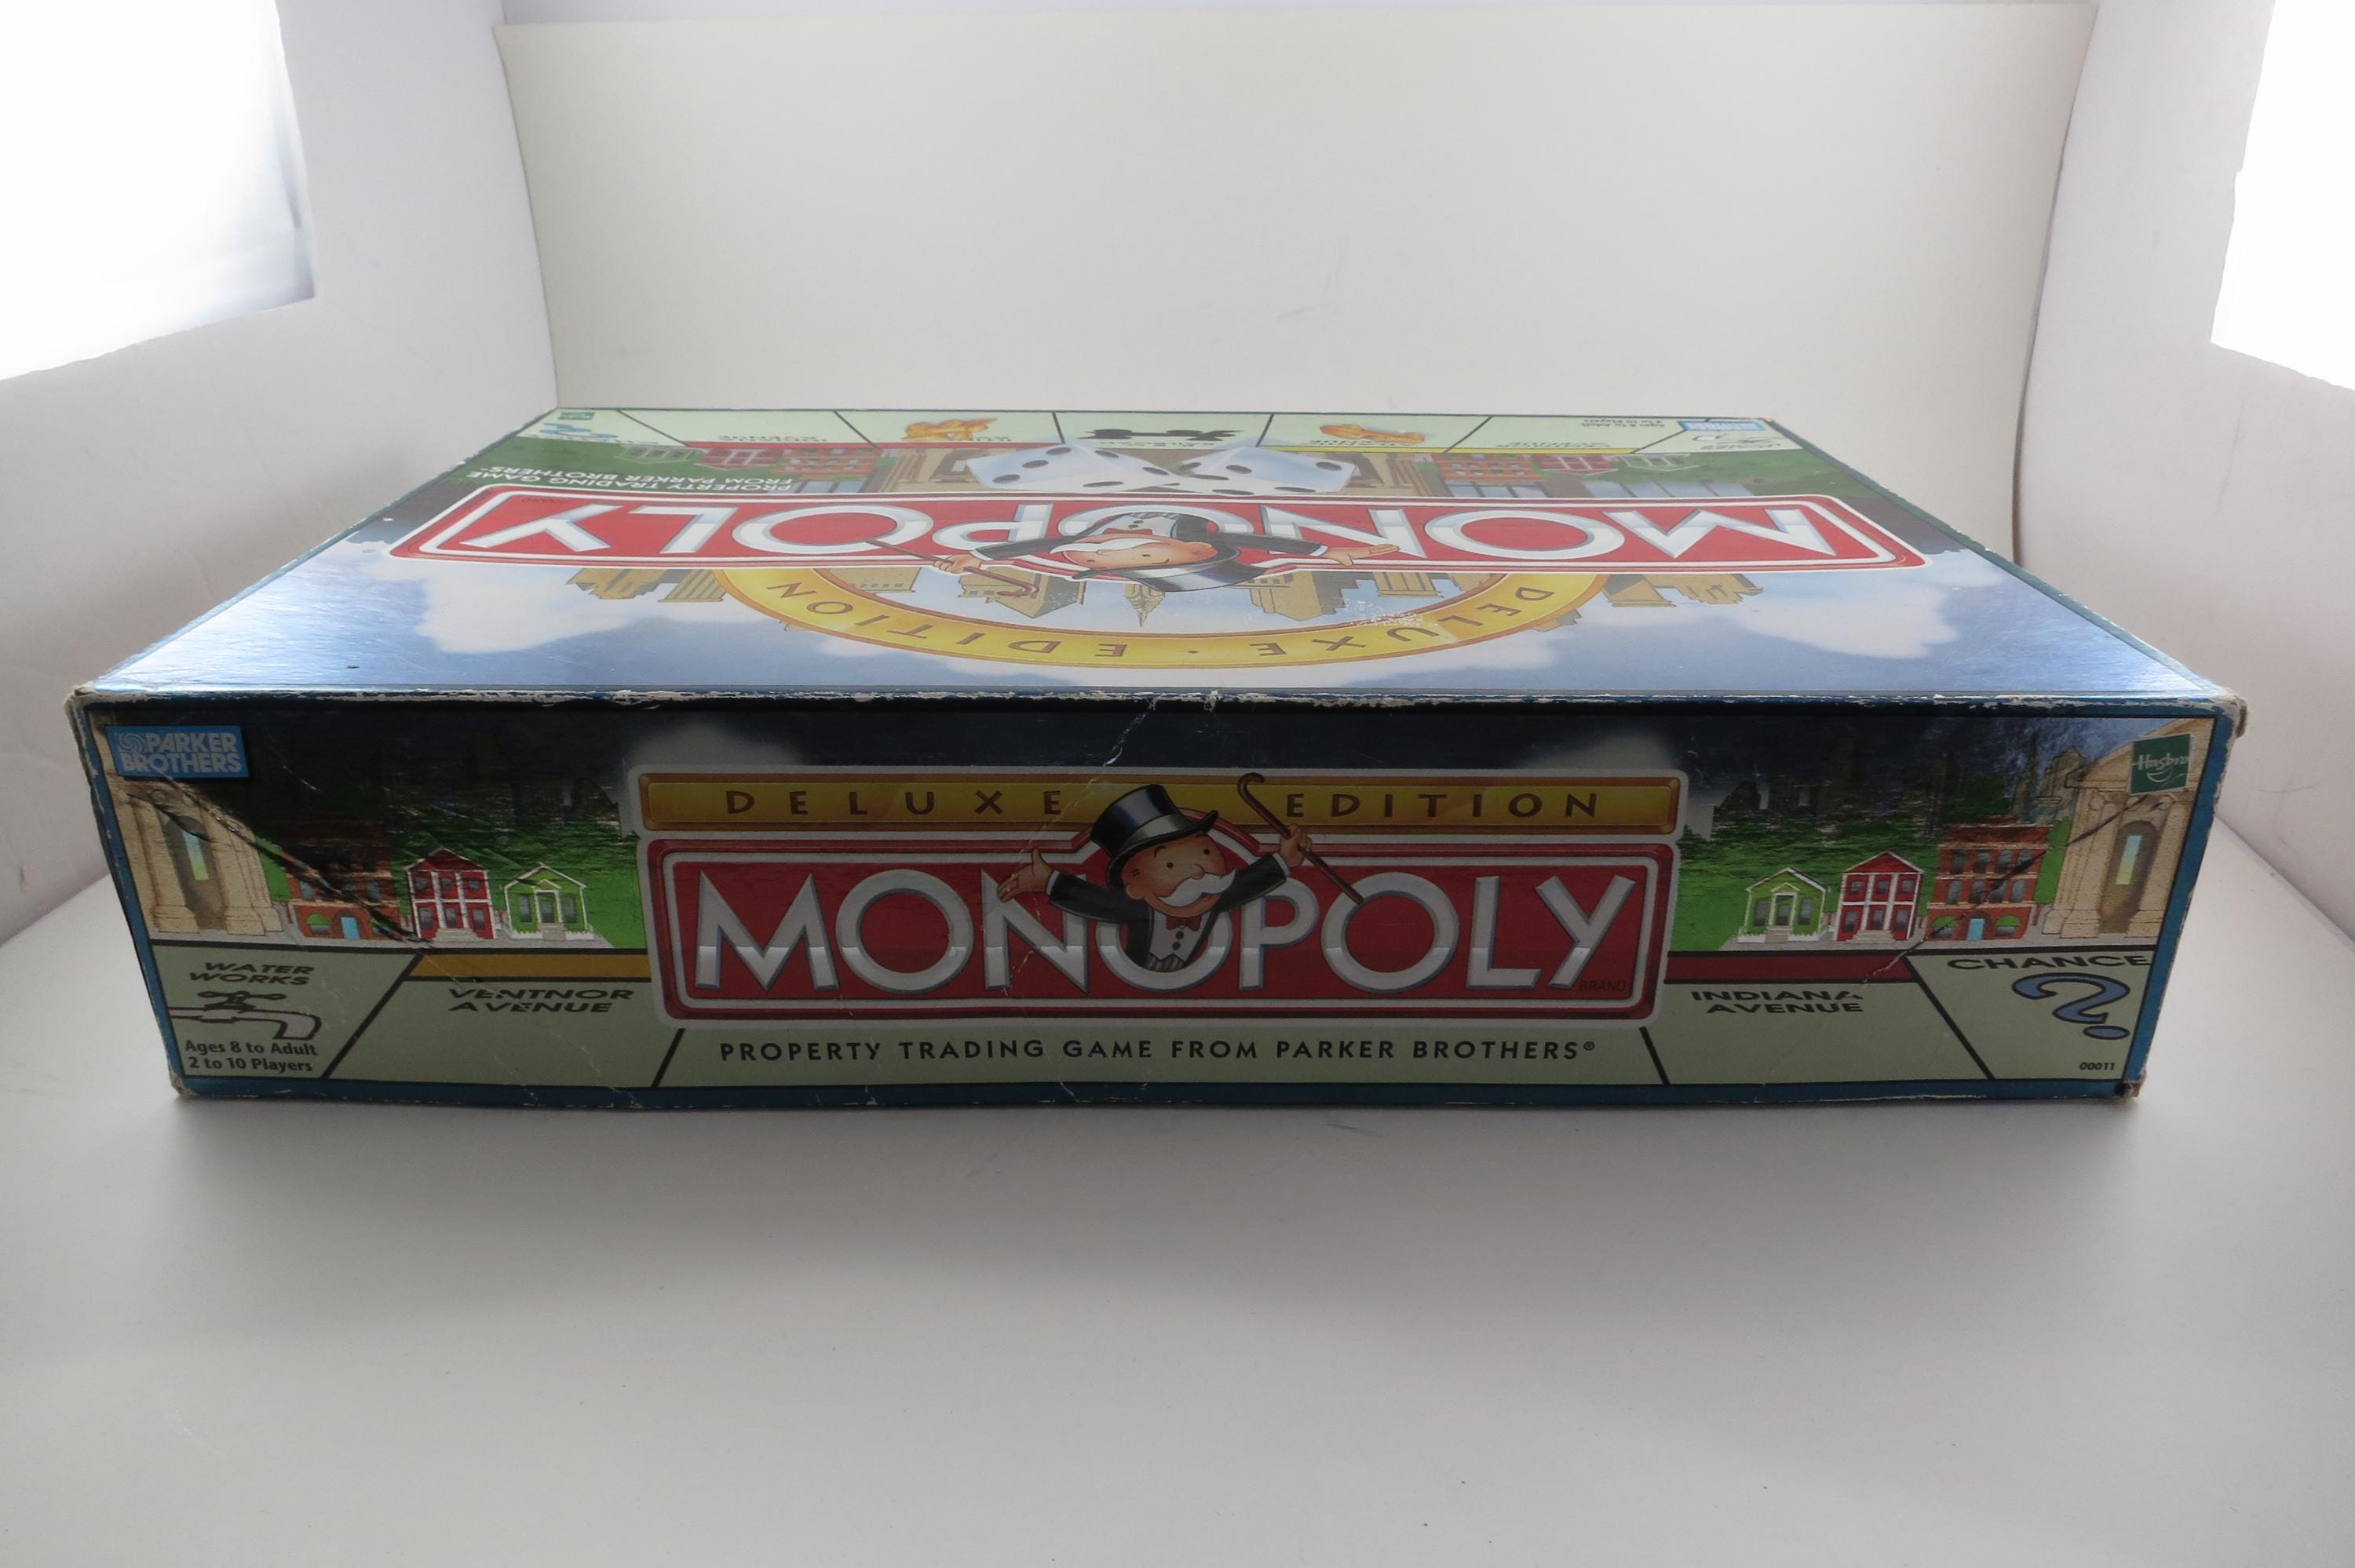 PROPERTY TRADING GAME
FROM PARKER BROTHERS®
BRAND
MONOPOLY
DELUXE · EDITION
PARKER
BROTHERS
Hasbro
DELUXE EDITION
MONOPOLY
BRAND
WATER
WORKS
VENTNOR
AVENUE
INDIANA
AVENUE
CHANCE
?
Ages 8 to Adult
2 to 10 Players
PROPERTY TRADING GAME FROM PARKER BROTHERS®
00011